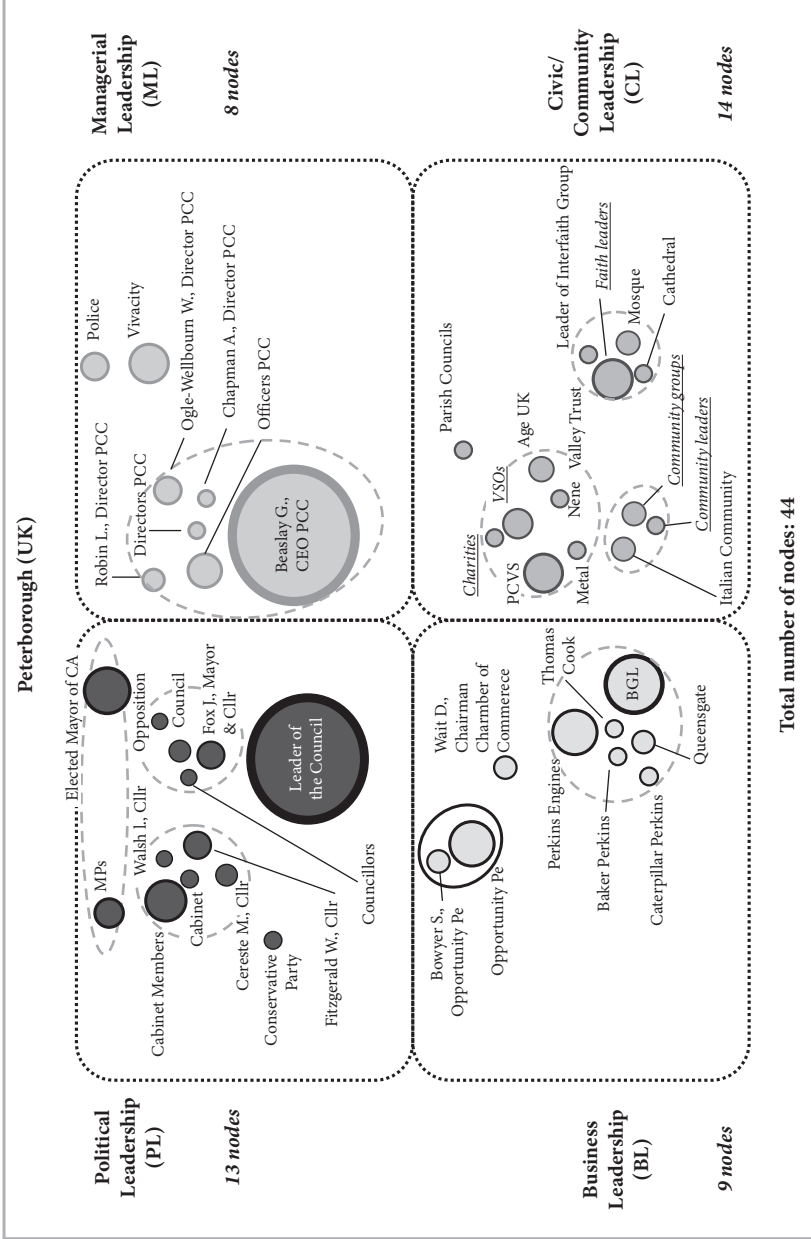 Peterborough (UK)
Political
Leadership
(PL)
13 nodes
Elected Mayor of CA
MPs
Cabinet Members
Walsh I., Cllr
Cabinet
Cereste M., Cllr
Conservative
Party
Fitzgerald W., Cllr
Councillors
Opposition
Council
Fox J., Mayor
& Cllr
Leader of
the Council
Managerial
Leadership
(ML)
8 nodes
Robin L., Director PCC
Directors PCC
Police
Vivacity
Ogle-Wellbourn W., Director PCC
Chapman A., Director PCC
Officers PCC
Beaslay G.,
CEO PCC
Business
Leadership
(BL)
9 nodes
Bowyer S.,
Opportunity Pe
Opportunity Pe
Wait D.,
Chairman
Charmber of
Commerece
Perkins Engines
Thomas
Cook
BGL
Baker Perkins
Caterpillar Perkins
Queensgate
Civic/
Community
Leadership
(CL)
14 nodes
Parish Councils
Charities
VSOs
Age UK
PCVS
Metal
Nene Valley Trust
Leader of Interfaith Group
Faith leaders
Mosque
Cathedral
Community groups
Community leaders
Italian Community
Total number of nodes: 44